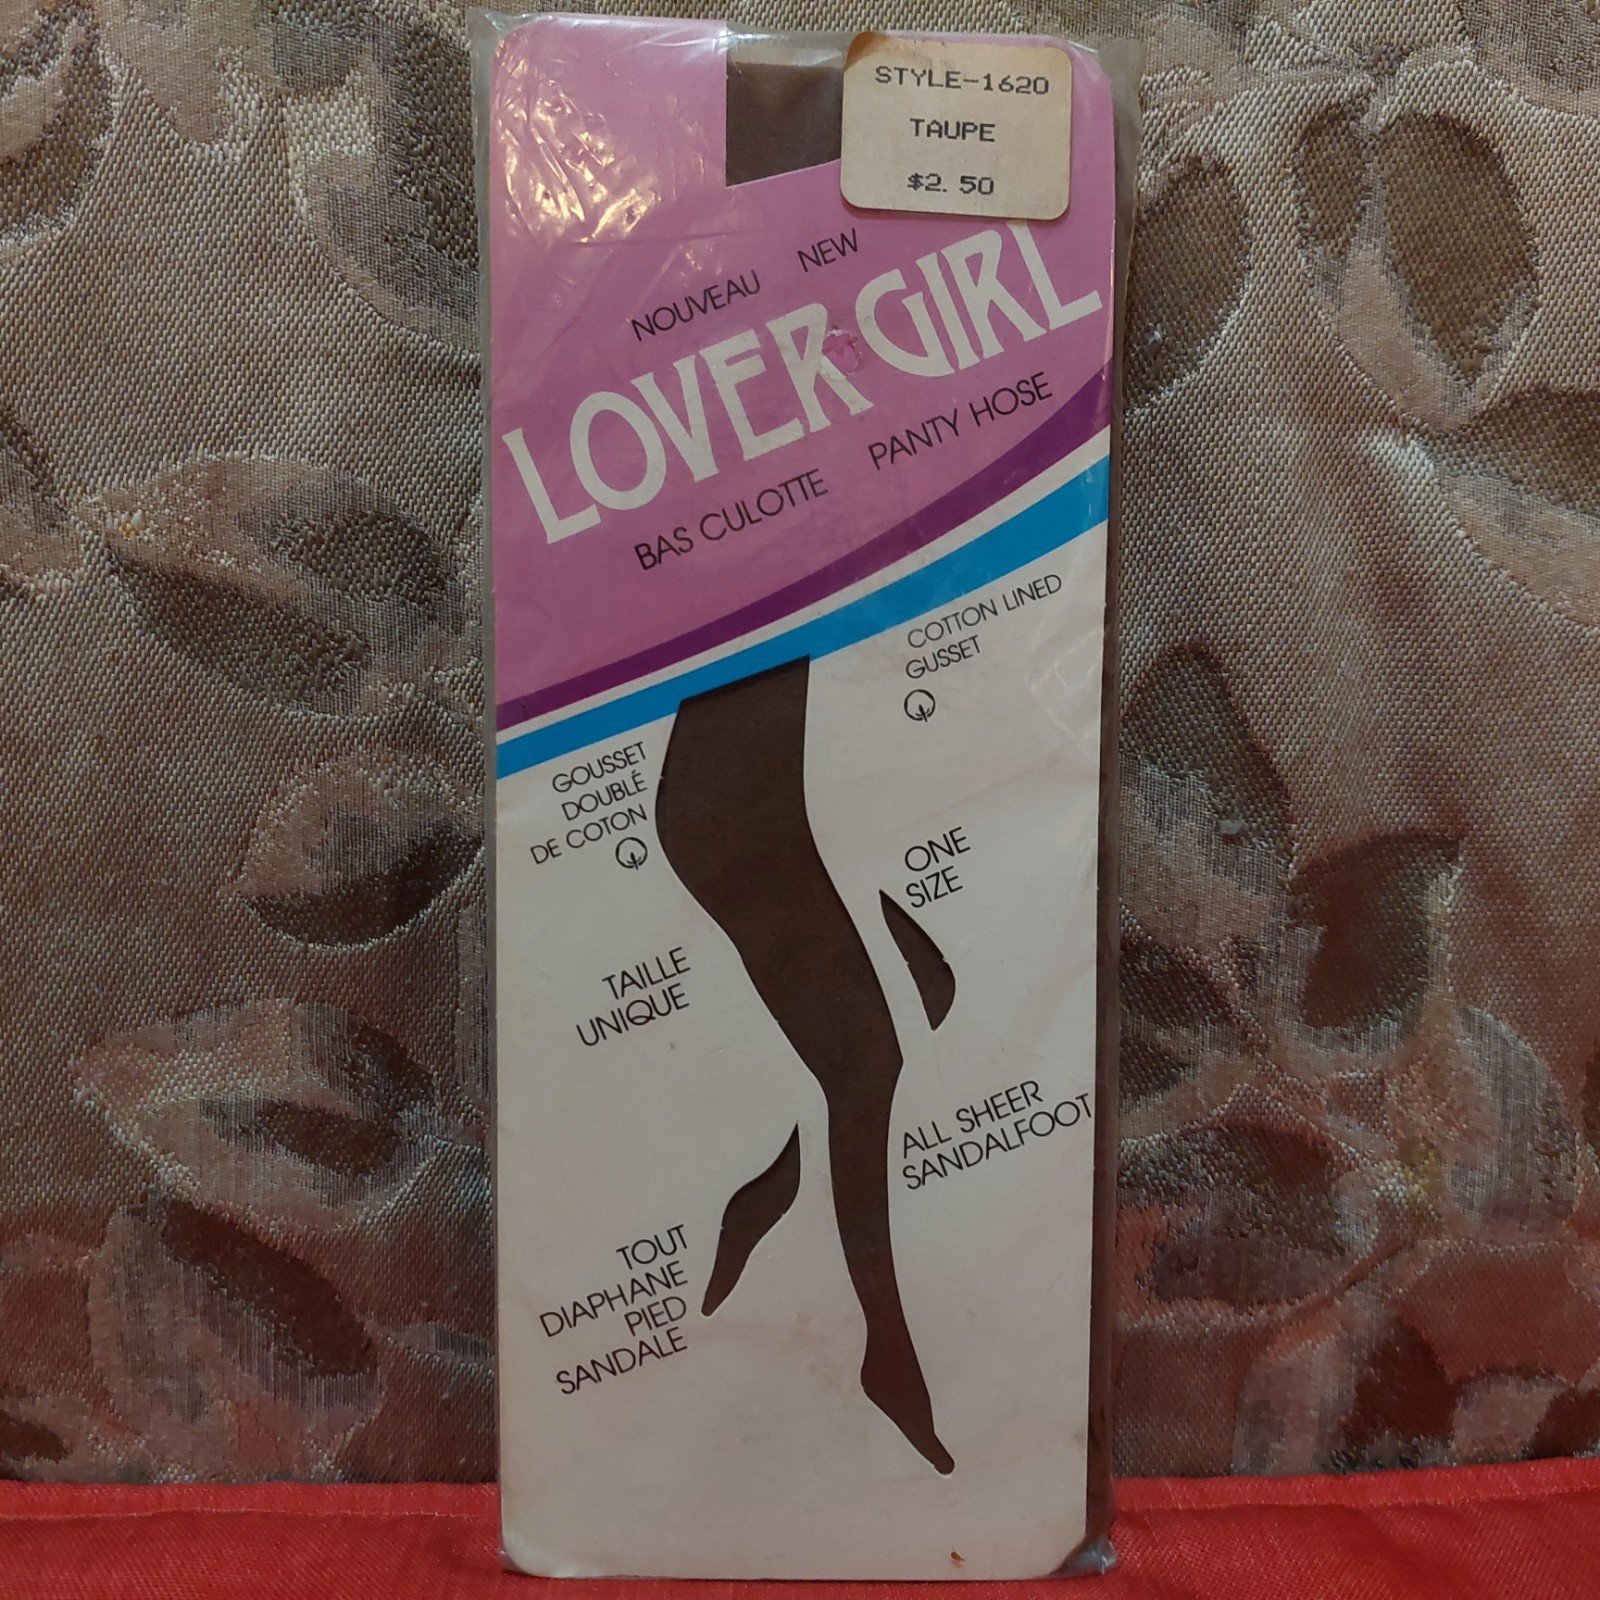 STYLE-1620
TAUPE
$2.50
NOUVEAU NEW
LOVER GIRL
BAS CULOTTE PANTY HOSE
COTTON LINED
GUSSET
GOUSSET
DOUBLÉ
DE COTON
ONE
SIZE
TAILLE
UNIQUE
ALL SHEER
SANDALFOOT
TOUT
DIAPHANE
PIED
SANDALE